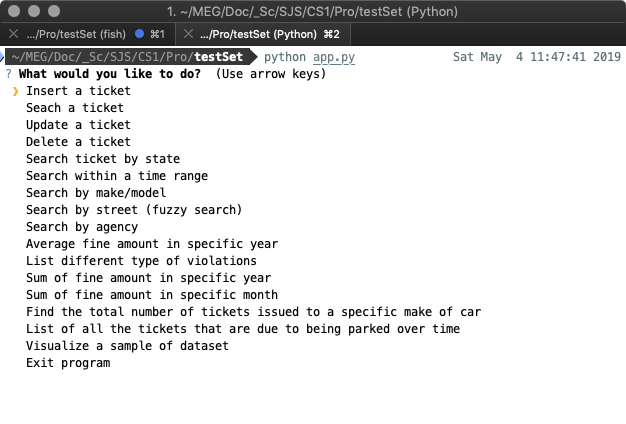 1. ~/MEG/Doc/_Sc/SJS/CS1/Pro/testSet (Python)
.../Pro/testSet (fish) ⌘1 .../Pro/testSet (Python) ⌘2
~/MEG/Doc/_Sc/SJS/CS1/Pro/testSet python app.py Sat May 4 11:47:41 2019
? What would you like to do? (Use arrow keys)
❯ Insert a ticket
Seach a ticket
Update a ticket
Delete a ticket
Search ticket by state
Search within a time range
Search by make/model
Search by street (fuzzy search)
Search by agency
Average fine amount in specific year
List different type of violations
Sum of fine amount in specific year
Sum of fine amount in specific month
Find the total number of tickets issued to a specific make of car
List of all the tickets that are due to being parked over time
Visualize a sample of dataset
Exit program